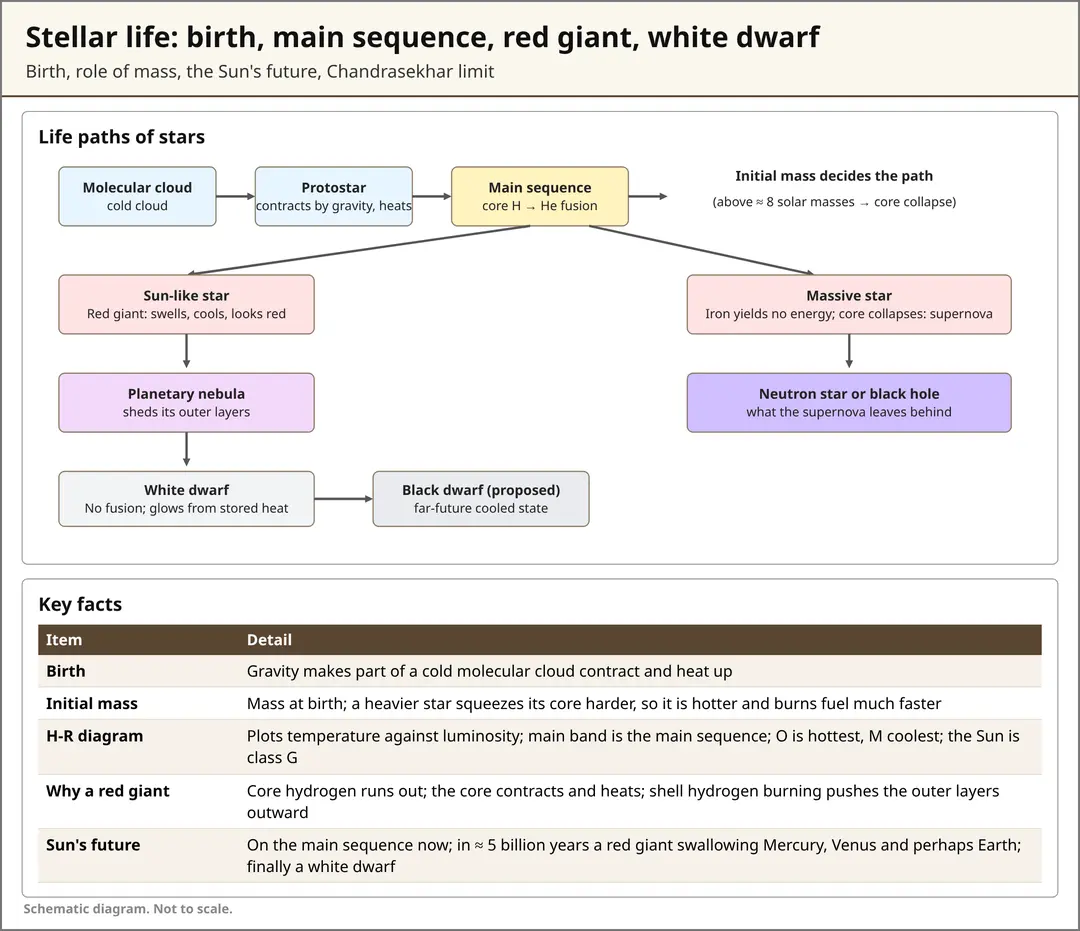 Stellar life: birth, main sequence, red giant, white dwarf
Birth, role of mass, the Sun's future, Chandrasekhar limit
Life paths of stars
Molecular cloud
cold cloud
Protostar
contracts by gravity, heats
Main sequence
core H → He fusion
Initial mass decides the path
(above ≈ 8 solar masses → core collapse)
Sun-like star
Red giant: swells, cools, looks red
Massive star
Iron yields no energy; core collapses: supernova
Planetary nebula
sheds its outer layers
Neutron star or black hole
what the supernova leaves behind
White dwarf
No fusion; glows from stored heat
Black dwarf (proposed)
far-future cooled state
Key facts
Item Detail
Birth Gravity makes part of a cold molecular cloud contract and heat up
Initial mass Mass at birth; a heavier star squeezes its core harder, so it is hotter and burns fuel much faster
H-R diagram Plots temperature against luminosity; main band is the main sequence; O is hottest, M coolest; the Sun is
class G
Why a red giant Core hydrogen runs out; the core contracts and heats; shell hydrogen burning pushes the outer layers
outward
Sun's future On the main sequence now; in ≈ 5 billion years a red giant swallowing Mercury, Venus and perhaps Earth;
finally a white dwarf
Schematic diagram. Not to scale.